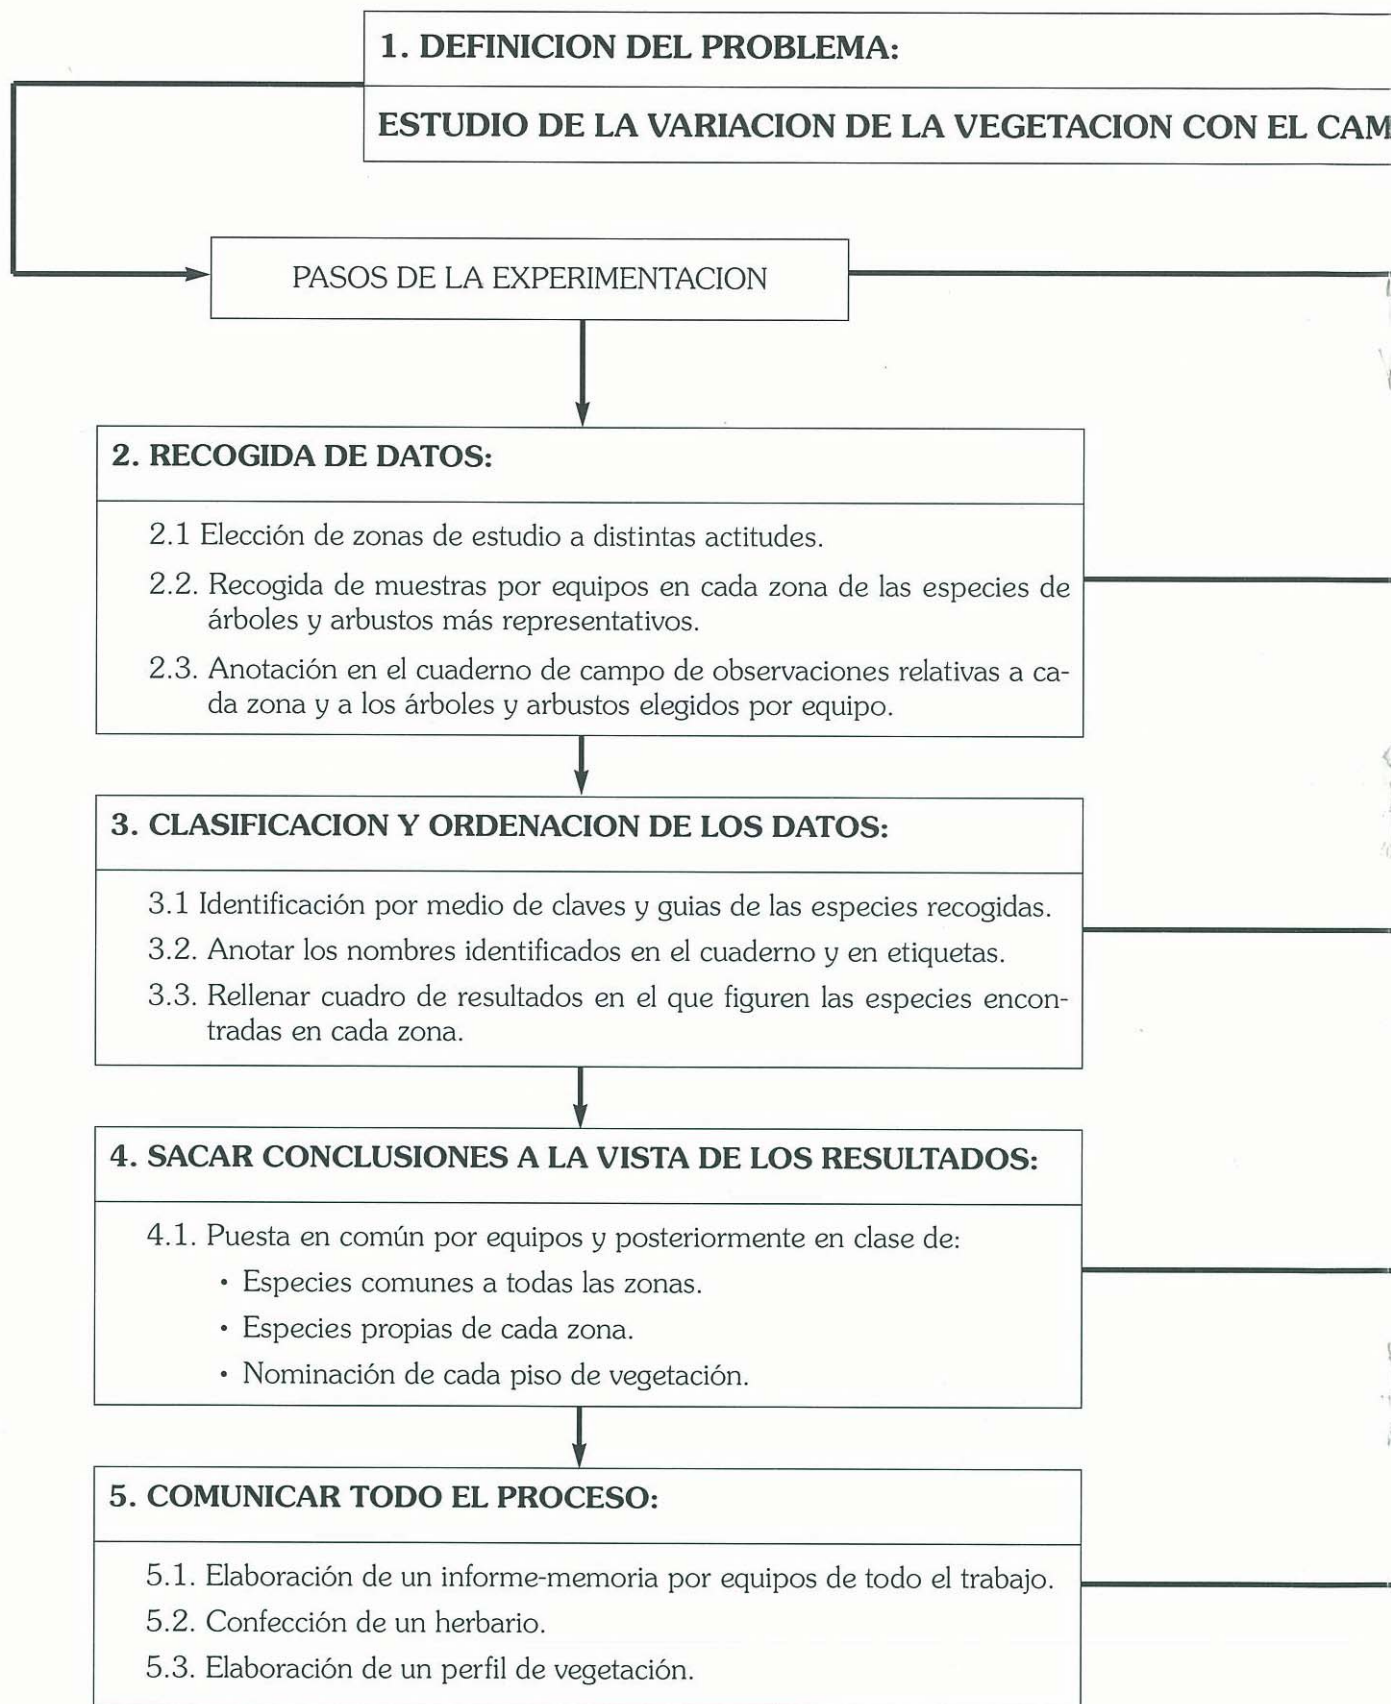 1. DEFINICION DEL PROBLEMA:
ESTUDIO DE LA VARIACION DE LA VEGETACION CON EL CAM
PASOS DE LA EXPERIMENTACION
2. RECOGIDA DE DATOS:
2.1 Elección de zonas de estudio a distintas actitudes.
2.2. Recogida de muestras por equipos en cada zona de las especies de
árboles y arbustos más representativos.
2.3. Anotación en el cuaderno de campo de observaciones relativas a ca-
da zona y a los árboles y arbustos elegidos por equipo.
3. CLASIFICACION Y ORDENACION DE LOS DATOS:
3.1 Identificación por medio de claves y guias de las especies recogidas.
3.2. Anotar los nombres identificados en el cuaderno y en etiquetas.
3.3. Rellenar cuadro de resultados en el que figuren las especies encon-
tradas en cada zona.
4. SACAR CONCLUSIONES A LA VISTA DE LOS RESULTADOS:
4.1. Puesta en común por equipos y posteriormente en clase de:
• Especies comunes a todas las zonas.
• Especies propias de cada zona.
• Nominación de cada piso de vegetación.
5. COMUNICAR TODO EL PROCESO:
5.1. Elaboración de un informe-memoria por equipos de todo el trabajo.
5.2. Confección de un herbario.
5.3. Elaboración de un perfil de vegetación.